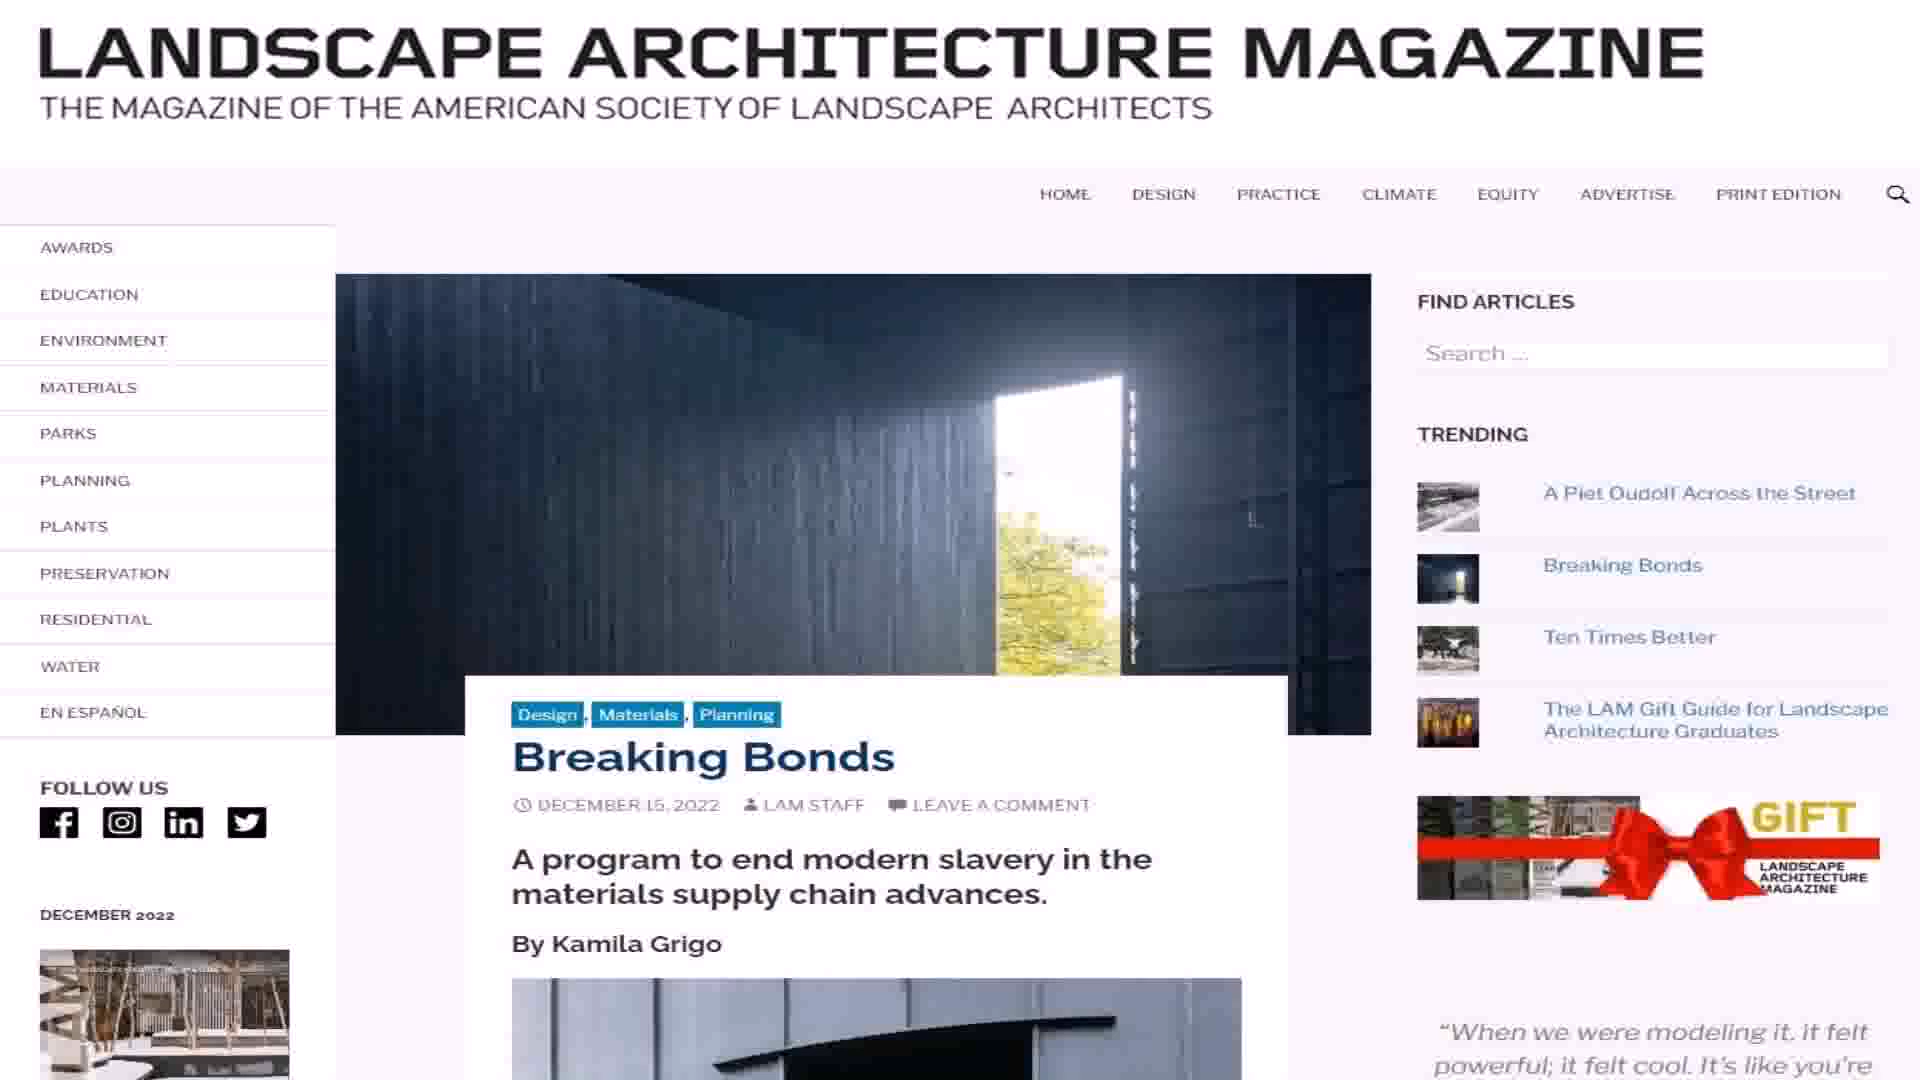 LANDSCAPE ARCHITECTURE MAGAZINE
THE MAGAZINE OF THE AMERICAN SOCIETY OF LANDSCAPE ARCHITECTS
HOME DESIGN PRACTICE CLIMATE EQUITY ADVERTISE PRINT EDITION
AWARDS
EDUCATION
ENVIRONMENT
MATERIALS
PARKS
PLANNING
PLANTS
PRESERVATION
RESIDENTIAL
WATER
EN ESPAÑOL
FOLLOW US
DECEMBER 2022
LAM
Design, Materials, Planning
Breaking Bonds
DECEMBER 15, 2022 LAM STAFF LEAVE A COMMENT
A program to end modern slavery in the
materials supply chain advances.
By Kamila Grigo
FIND ARTICLES
Search ...
TRENDING
A Piet Oudolf Across the Street
Breaking Bonds
Ten Times Better
The LAM Gift Guide for Landscape
Architecture Graduates
GIFT
LANDSCAPE
ARCHITECTURE
MAGAZINE
“When we were modeling it, it felt
powerful; it felt cool. It’s like you’re